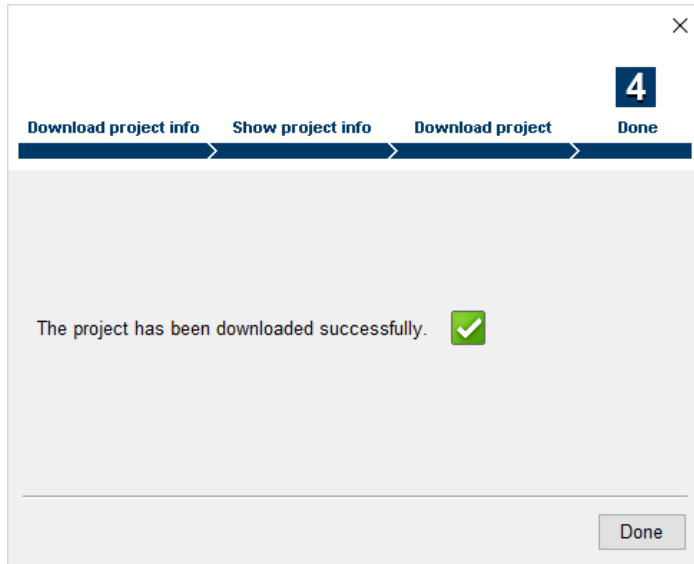 4
Download project info Show project info Download project Done
The project has been downloaded successfully.
Done